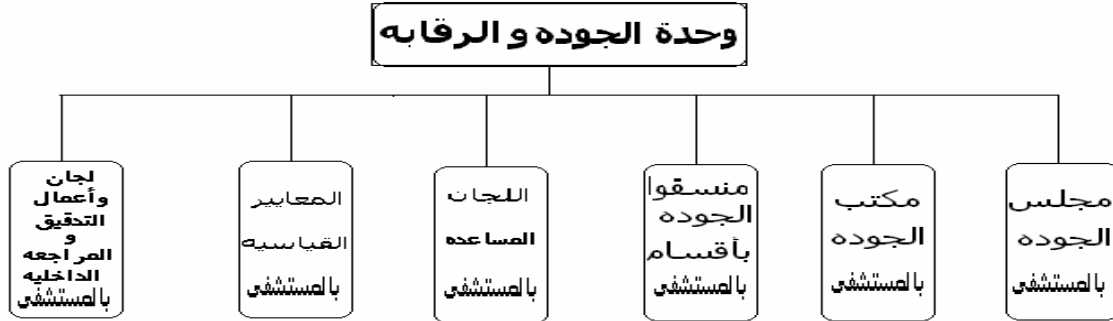 وحدة الجوده و الرقابه
مجلس
الجوده
بالمستشفى
مكتب
الجوده
بالمستشفى
منسقوا
الجوده
بأقسام
بالمستشفى
اللجان
المساعده
بالمستشفى
المعايير
القياسيه
بالمستشفى
لجان
وأعمال
التدقيق
و
المراجعه
الداخليه
بالمستشفى